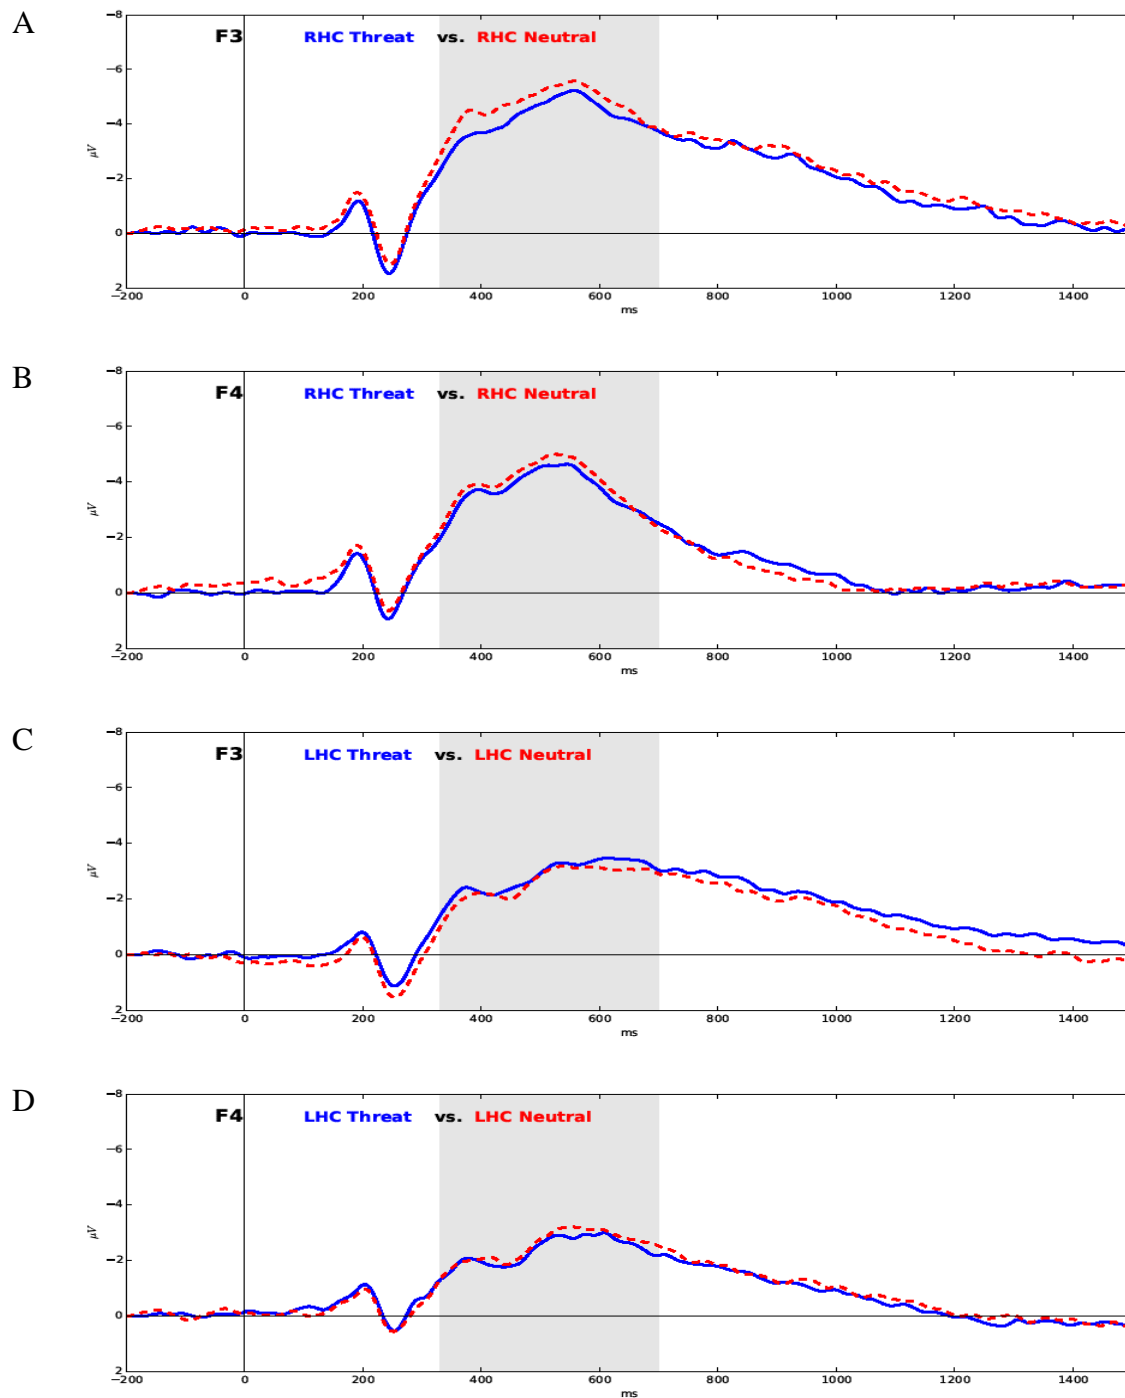 A
F3 RHC Threat vs. RHC Neutral
−8
−6
−4
−2
0
2
μV
−200 0 200 400 600 800 1000 1200 1400
ms
B
F4 RHC Threat vs. RHC Neutral
−8
−6
−4
−2
0
2
μV
−200 0 200 400 600 800 1000 1200 1400
ms
C
F3 LHC Threat vs. LHC Neutral
−8
−6
−4
−2
0
2
μV
−200 0 200 400 600 800 1000 1200 1400
ms
D
F4 LHC Threat vs. LHC Neutral
−8
−6
−4
−2
0
2
μV
−200 0 200 400 600 800 1000 1200 1400
ms